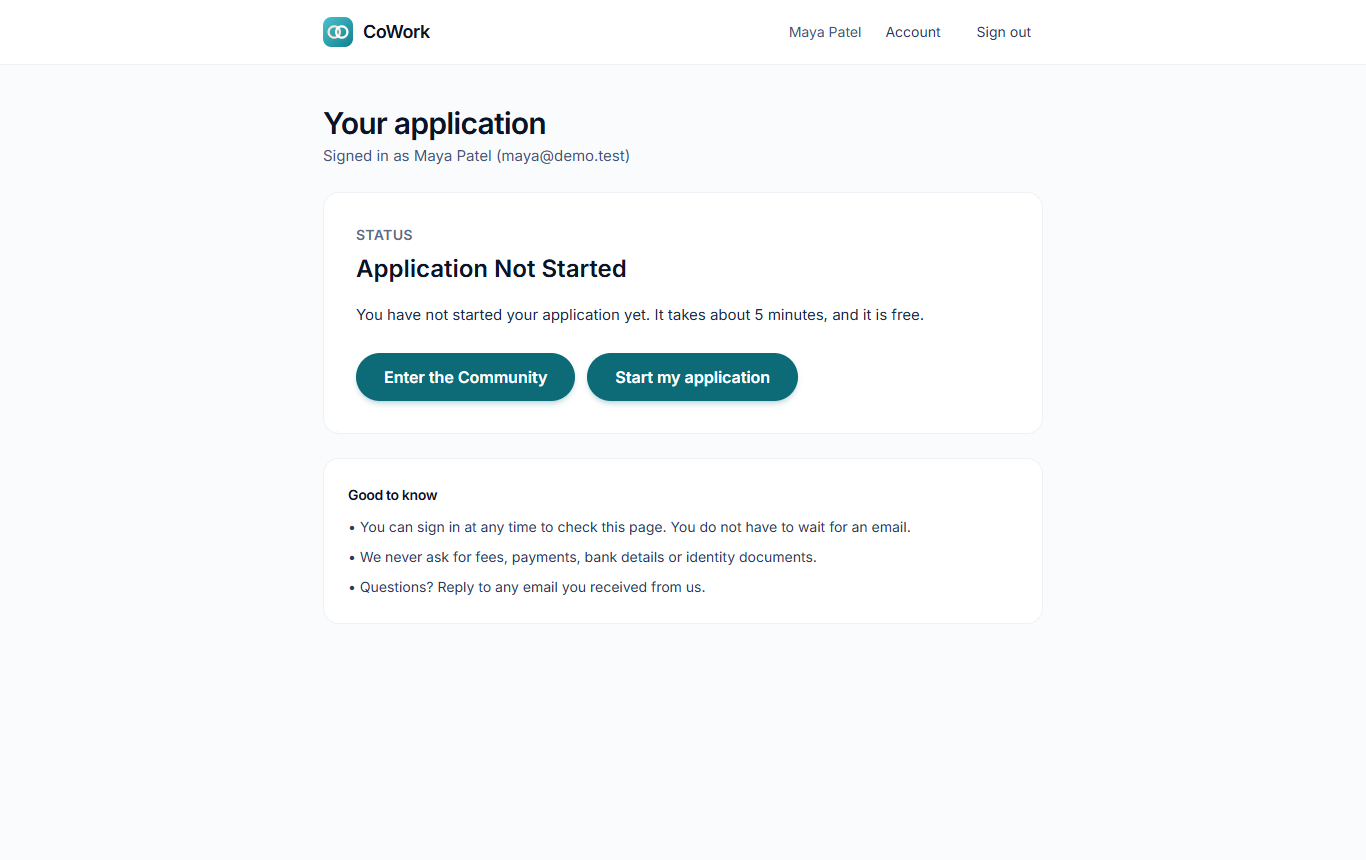 CoWork
Maya Patel
Account
Sign out
Your application
Signed in as Maya Patel (maya@demo.test)
STATUS
Application Not Started
You have not started your application yet. It takes about 5 minutes, and it is free.
Enter the Community
Start my application
Good to know
• You can sign in at any time to check this page. You do not have to wait for an email.
• We never ask for fees, payments, bank details or identity documents.
• Questions? Reply to any email you received from us.